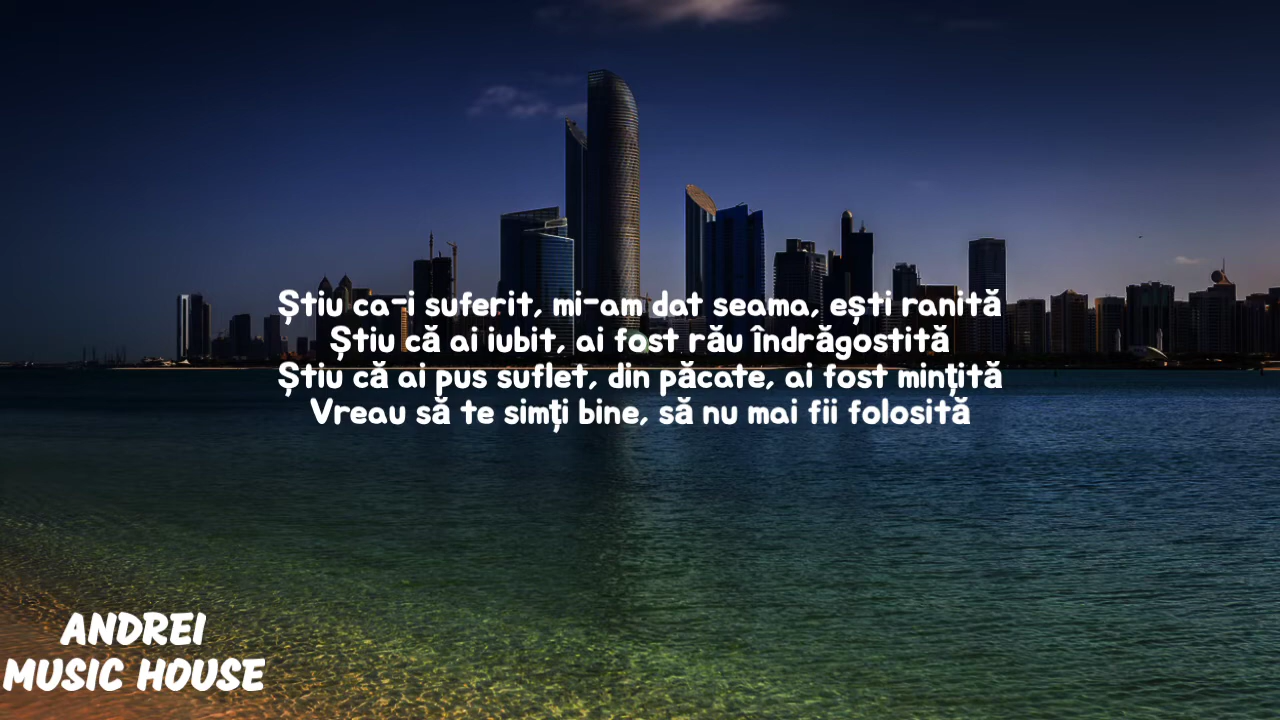 Știu ca-i suferit, mi-am dat seama, ești ranită
Știu că ai iubit, ai fost rău îndrăgostită
Știu că ai pus suflet, din păcate, ai fost mințită
Vreau să te simți bine, să nu mai fii folosită
ANDREI
MUSIC HOUSE